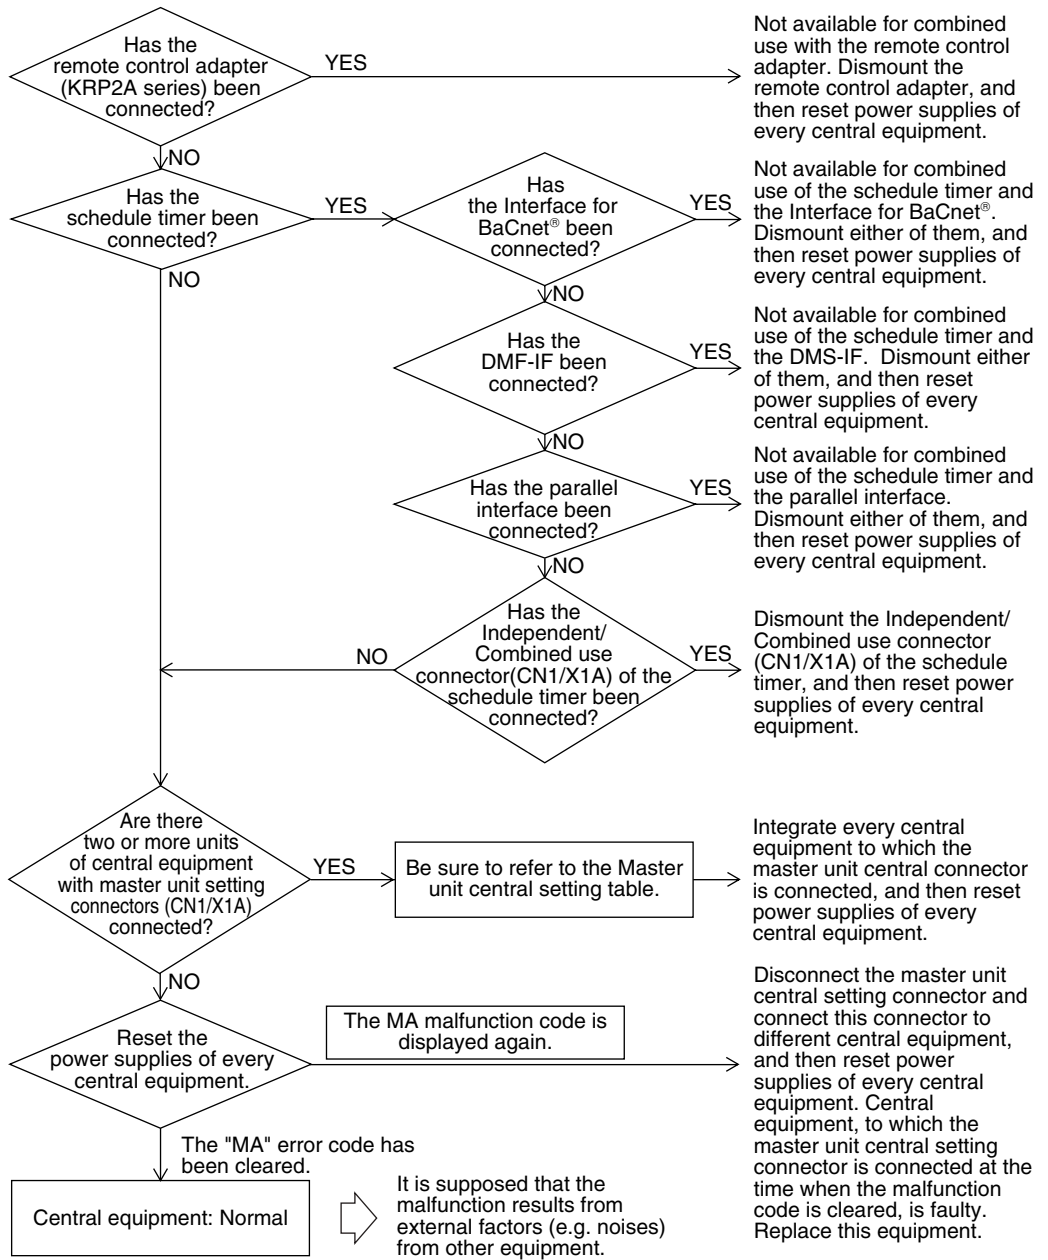 Has the
remote control adapter
(KRP2A series) been
connected?
YES
Not available for combined
use with the remote control
adapter. Dismount the
remote control adapter, and
then reset power supplies of
every central equipment.
NO
Has the
schedule timer been
connected?
YES
Has
the Interface for
BaCnet® been
connected?
YES
Not available for combined
use of the schedule timer and
the Interface for BaCnet®.
Dismount either of them, and
then reset power supplies of
every central equipment.
NO
NO
Has the
DMF-IF been
connected?
YES
Not available for combined
use of the schedule timer and
the DMS-IF.  Dismount either
of them, and then reset
power supplies of every
central equipment.
NO
Has the parallel
interface been
connected?
YES
Not available for combined
use of the schedule timer and
the parallel interface.
Dismount either of them, and
then reset power supplies of
every central equipment.
NO
Has the
Independent/
Combined use
connector(CN1/X1A) of the
schedule timer been
connected?
NO
YES
Dismount the Independent/
Combined use connector
(CN1/X1A) of the schedule
timer, and then reset power
supplies of every central
equipment.
Are there
two or more units
of central equipment
with master unit setting
connectors (CN1/X1A)
connected?
YES
Be sure to refer to the Master
unit central setting table.
Integrate every central
equipment to which the
master unit central connector
is connected, and then reset
power supplies of every
central equipment.
NO
Reset the
power supplies of every
central equipment.
The MA malfunction code is
displayed again.
Disconnect the master unit
central setting connector and
connect this connector to
different central equipment,
and then reset power
supplies of every central
equipment. Central
equipment, to which the
master unit central setting
connector is connected at the
time when the malfunction
code is cleared, is faulty.
Replace this equipment.
The "MA" error code has
been cleared.
Central equipment: Normal
It is supposed that the
malfunction results from
external factors (e.g. noises)
from other equipment.